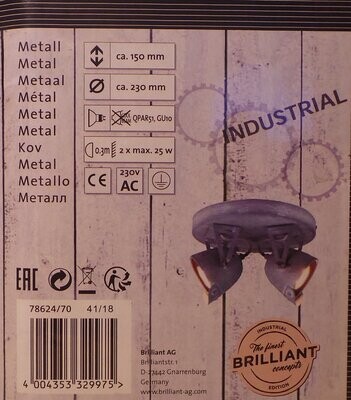 Metall
Metal
Metaal
Métal
Metal
Metal
Kov
Metal
Metallo
Металл
ca. 150 mm
ca. 230 mm
QPAR51, GU10
0.3m
2 x max. 25 w
CE
230V
AC
INDUSTRIAL
EAC
78624/70 41/18
4 004353 329975 >
Brilliant AG
Brilliantstr. 1
D-27442 Gnarrenburg
Germany
www.brilliant-ag.com
INDUSTRIAL
The finest
BRILLIANT
concepts
EDITION